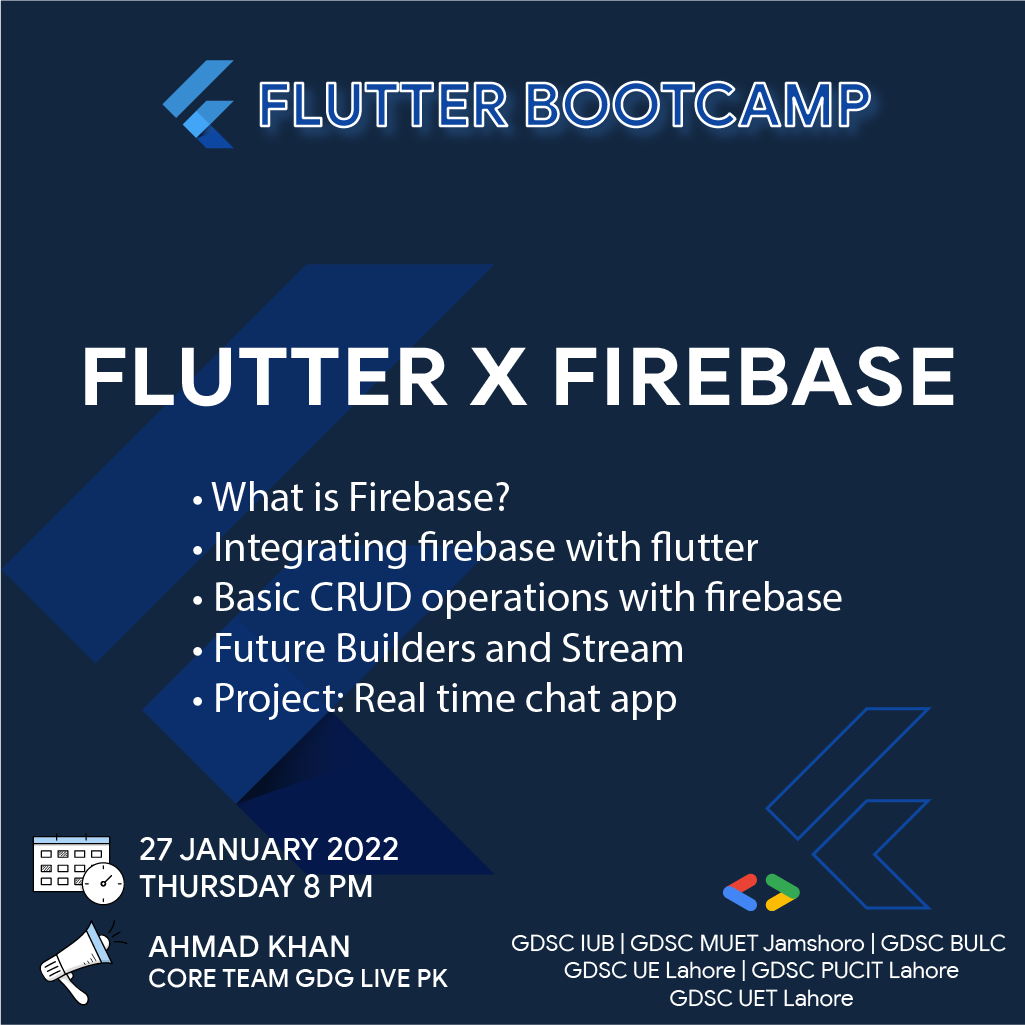 FLUTTER BOOTCAMP
FLUTTER X FIREBASE
• What is Firebase?
• Integrating firebase with flutter
• Basic CRUD operations with firebase
• Future Builders and Stream
• Project: Real time chat app
27 JANUARY 2022
THURSDAY 8 PM
AHMAD KHAN
CORE TEAM GDG LIVE PK
GDSC IUB | GDSC MUET Jamshoro | GDSC BULC
GDSC UE Lahore | GDSC PUCIT Lahore
GDSC UET Lahore